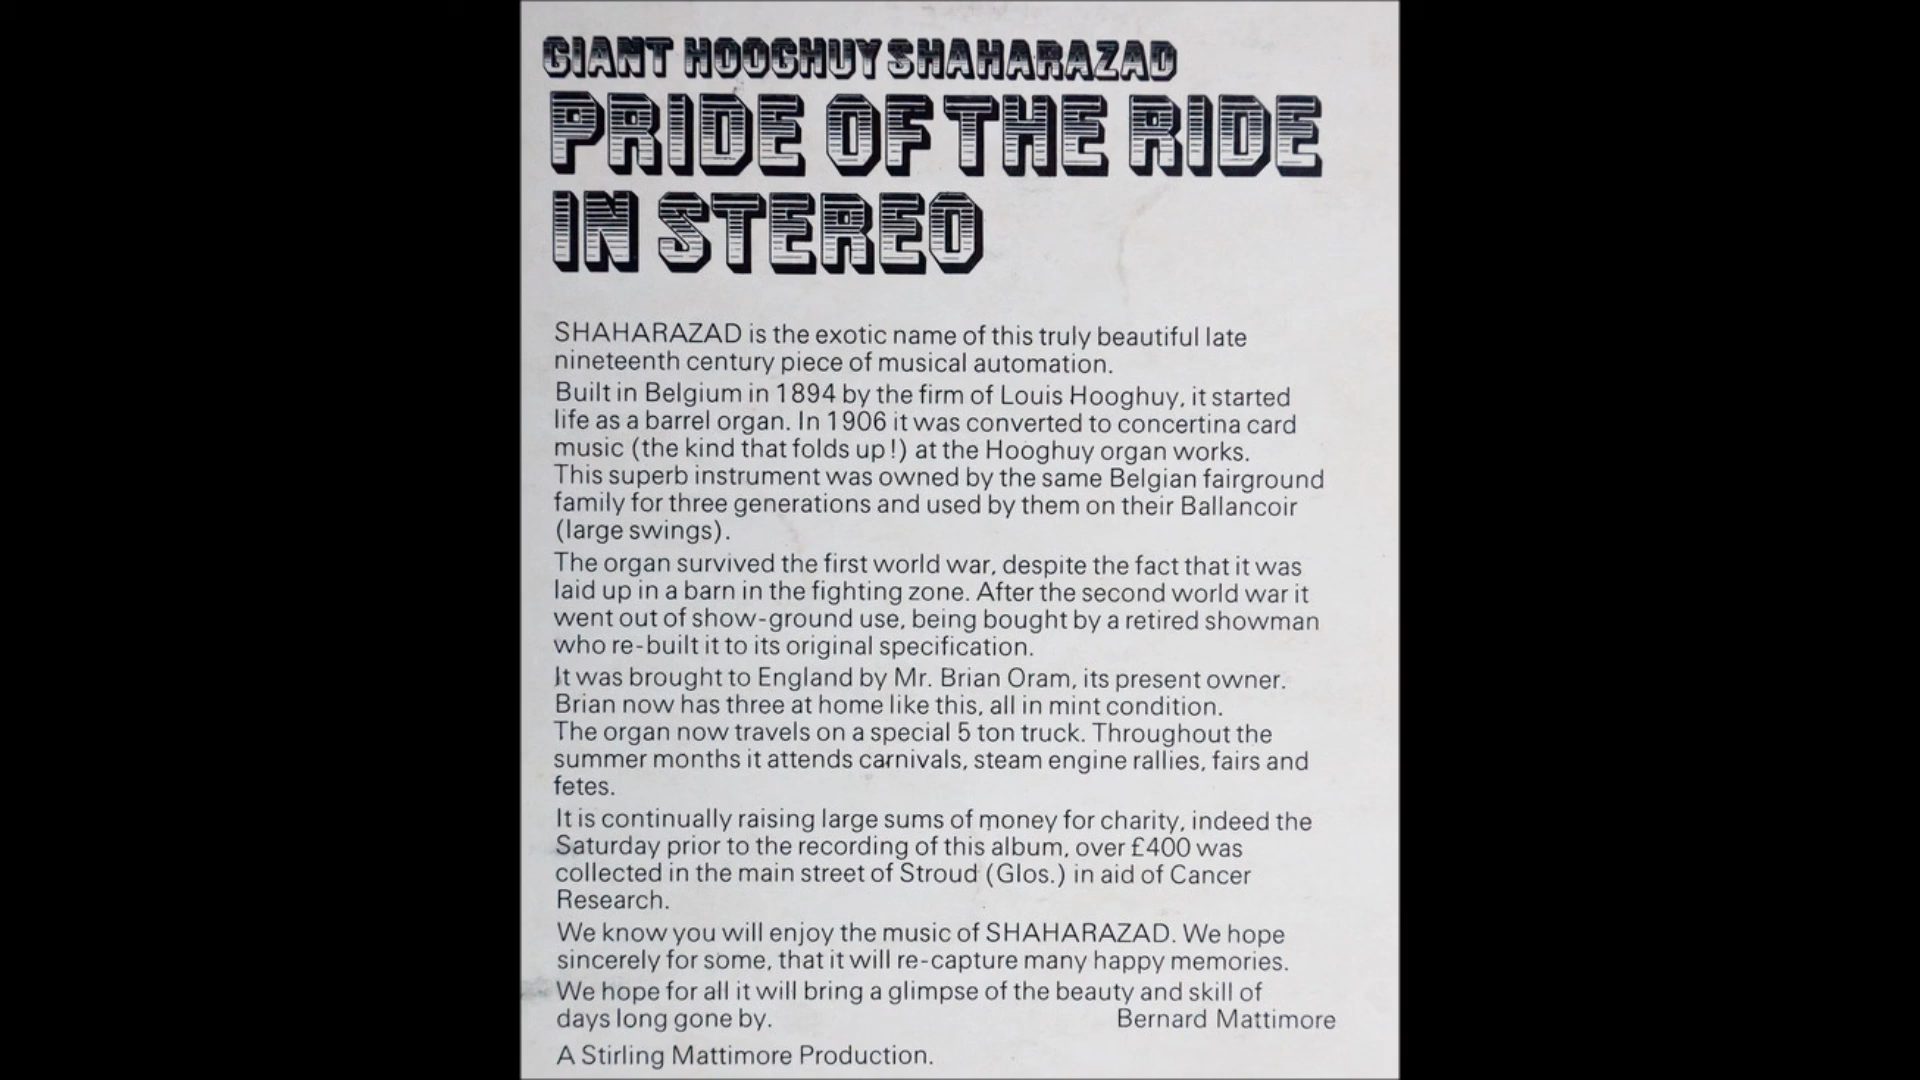 GIANT HOOGHUY SHAHARAZAD
PRIDE OF THE RIDE
IN STEREO
SHAHARAZAD is the exotic name of this truly beautiful late
nineteenth century piece of musical automation.
Built in Belgium in 1894 by the firm of Louis Hooghuy, it started
life as a barrel organ. In 1906 it was converted to concertina card
music (the kind that folds up!) at the Hooghuy organ works.
This superb instrument was owned by the same Belgian fairground
family for three generations and used by them on their Ballancoir
(large swings).
The organ survived the first world war, despite the fact that it was
laid up in a barn in the fighting zone. After the second world war it
went out of show-ground use, being bought by a retired showman
who re-built it to its original specification.
It was brought to England by Mr. Brian Oram, its present owner.
Brian now has three at home like this, all in mint condition.
The organ now travels on a special 5 ton truck. Throughout the
summer months it attends carnivals, steam engine rallies, fairs and
fetes.
It is continually raising large sums of money for charity, indeed the
Saturday prior to the recording of this album, over £400 was
collected in the main street of Stroud (Glos.) in aid of Cancer
Research.
We know you will enjoy the music of SHAHARAZAD. We hope
sincerely for some, that it will re-capture many happy memories.
We hope for all it will bring a glimpse of the beauty and skill of
days long gone by. Bernard Mattimore
A Stirling Mattimore Production.